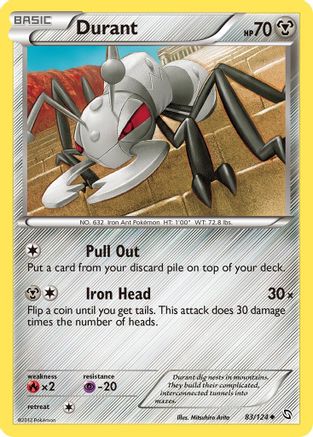 BASIC
Durant
HP70
NO. 632 Iron Ant Pokémon HT: 1'00" WT: 72.8 lbs.
Pull Out
Put a card from your discard pile on top of your deck.
Iron Head 30×
Flip a coin until you get tails. This attack does 30 damage
times the number of heads.
weakness
×2
resistance
-20
retreat
Durant dig nests in mountains.
They build their complicated,
interconnected tunnels into
mazes.
©2012 Pokémon
Illus. Mitsuhiro Arita
83/124